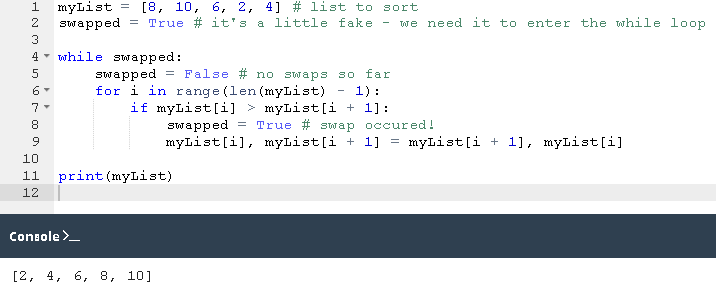 1 myList = [8, 10, 6, 2, 4] # list to sort
2 swapped = True # it's a little fake - we need it to enter the while loop
3
4 while swapped:
5     swapped = False # no swaps so far
6     for i in range(len(myList) - 1):
7         if myList[i] > myList[i + 1]:
8             swapped = True # swap occured!
9             myList[i], myList[i + 1] = myList[i + 1], myList[i]
10
11 print(myList)
12
Console >_
[2, 4, 6, 8, 10]